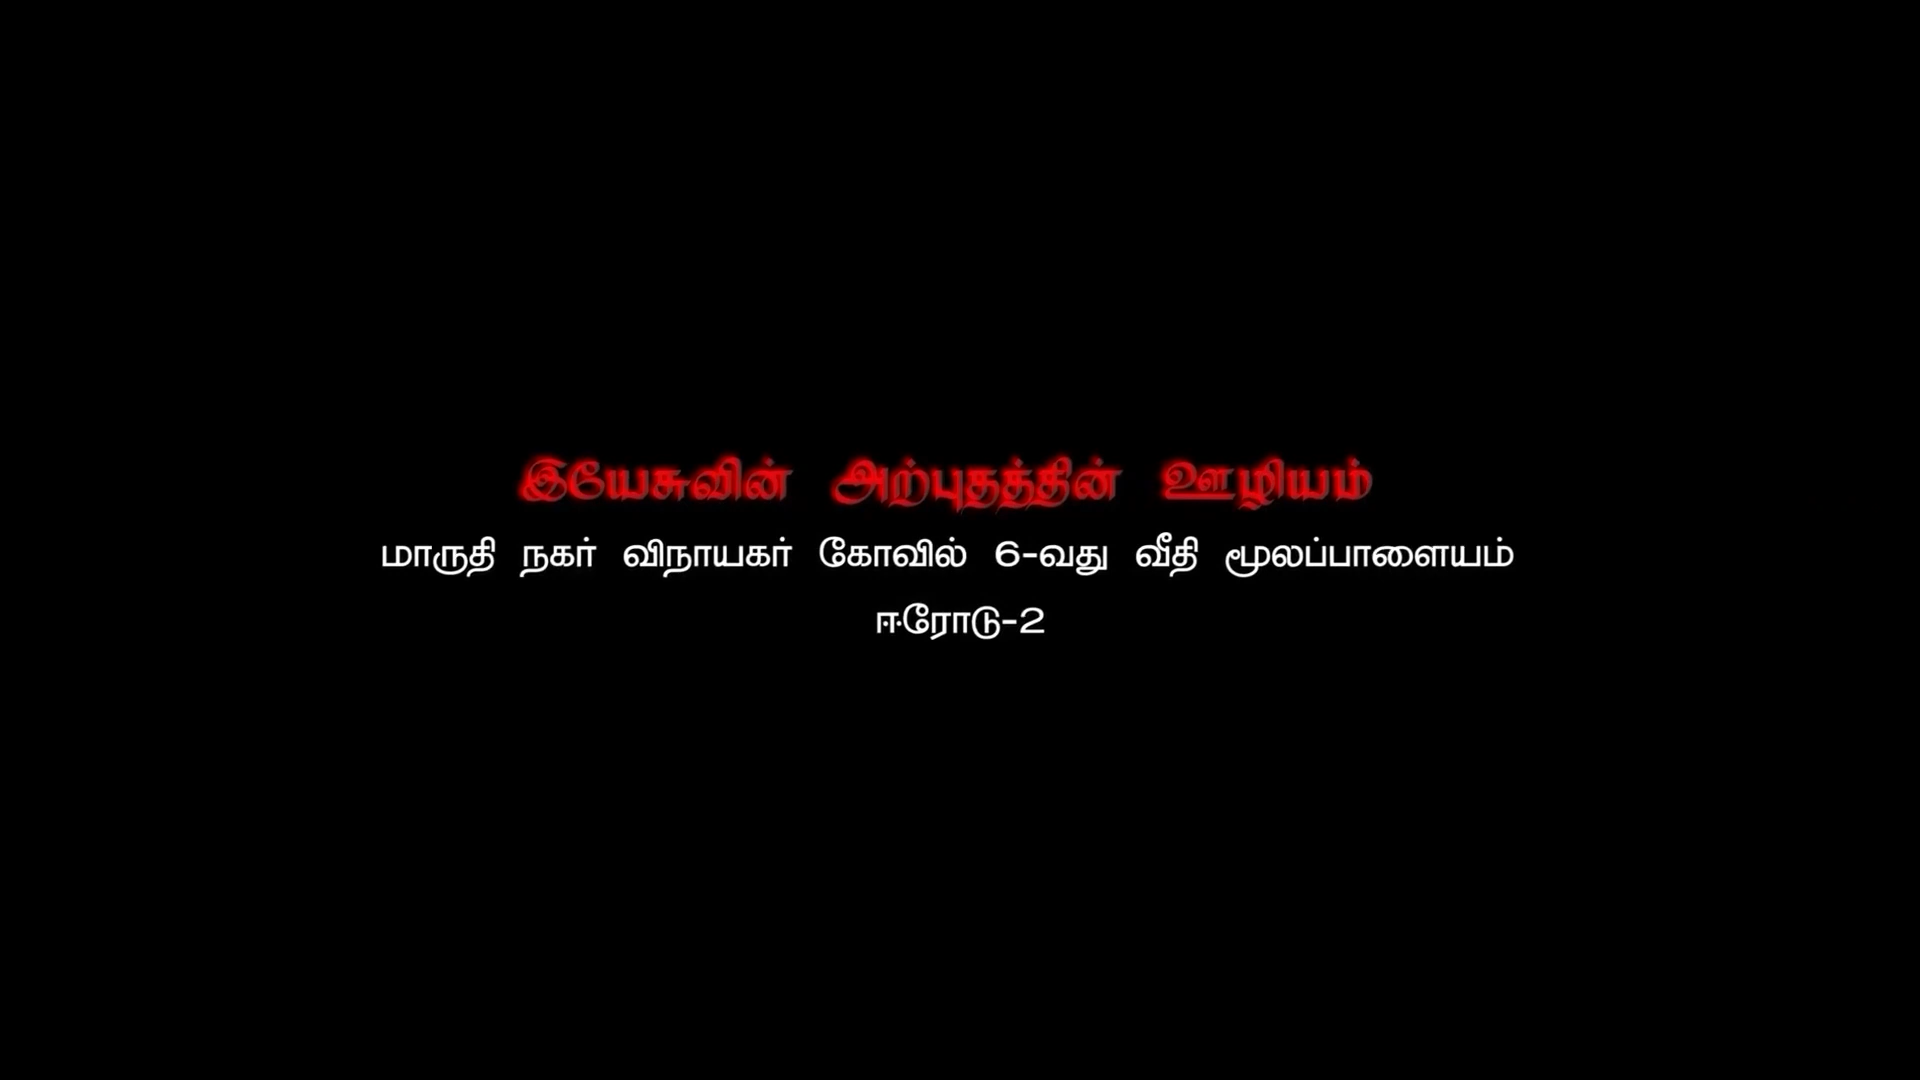 இயேசுவின் அற்புதத்தின் ஊழியம்
மாருதி நகர் விநாயகர் கோவில் 6-வது வீதி மூலப்பாளையம்
ஈரோடு-2